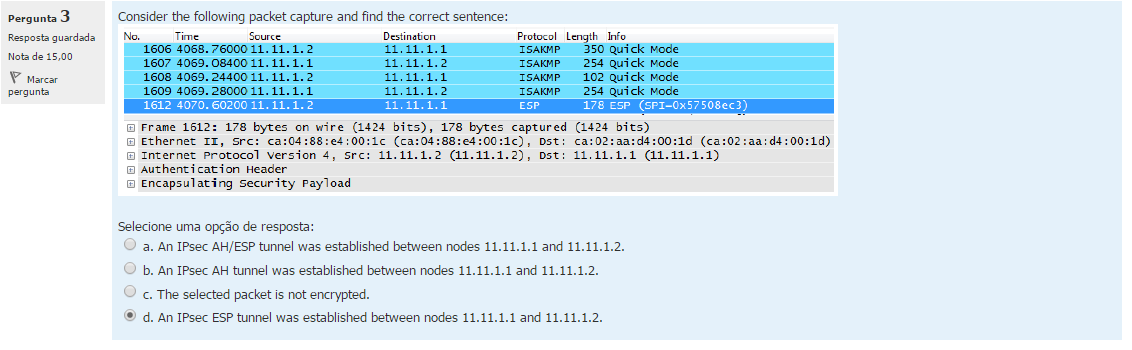 Pergunta 3
Resposta guardada
Nota de 15,00
Marcar
pergunta
Consider the following packet capture and find the correct sentence:
No. Time Source Destination Protocol Length Info
1606 4068.76000 11.11.1.2 11.11.1.1 ISAKMP 350 Quick Mode
1607 4069.08400 11.11.1.1 11.11.1.2 ISAKMP 254 Quick Mode
1608 4069.24400 11.11.1.2 11.11.1.1 ISAKMP 102 Quick Mode
1609 4069.28000 11.11.1.1 11.11.1.2 ISAKMP 254 Quick Mode
1612 4070.60200 11.11.1.2 11.11.1.1 ESP 178 ESP (SPI=0x57508ec3)
Frame 1612: 178 bytes on wire (1424 bits), 178 bytes captured (1424 bits)
Ethernet II, Src: ca:04:88:e4:00:1c (ca:04:88:e4:00:1c), Dst: ca:02:aa:d4:00:1d (ca:02:aa:d4:00:1d)
Internet Protocol Version 4, Src: 11.11.1.2 (11.11.1.2), Dst: 11.11.1.1 (11.11.1.1)
Authentication Header
Encapsulating Security Payload
Selecione uma opção de resposta:
a. An IPsec AH/ESP tunnel was established between nodes 11.11.1.1 and 11.11.1.2.
b. An IPsec AH tunnel was established between nodes 11.11.1.1 and 11.11.1.2.
c. The selected packet is not encrypted.
d. An IPsec ESP tunnel was established between nodes 11.11.1.1 and 11.11.1.2.